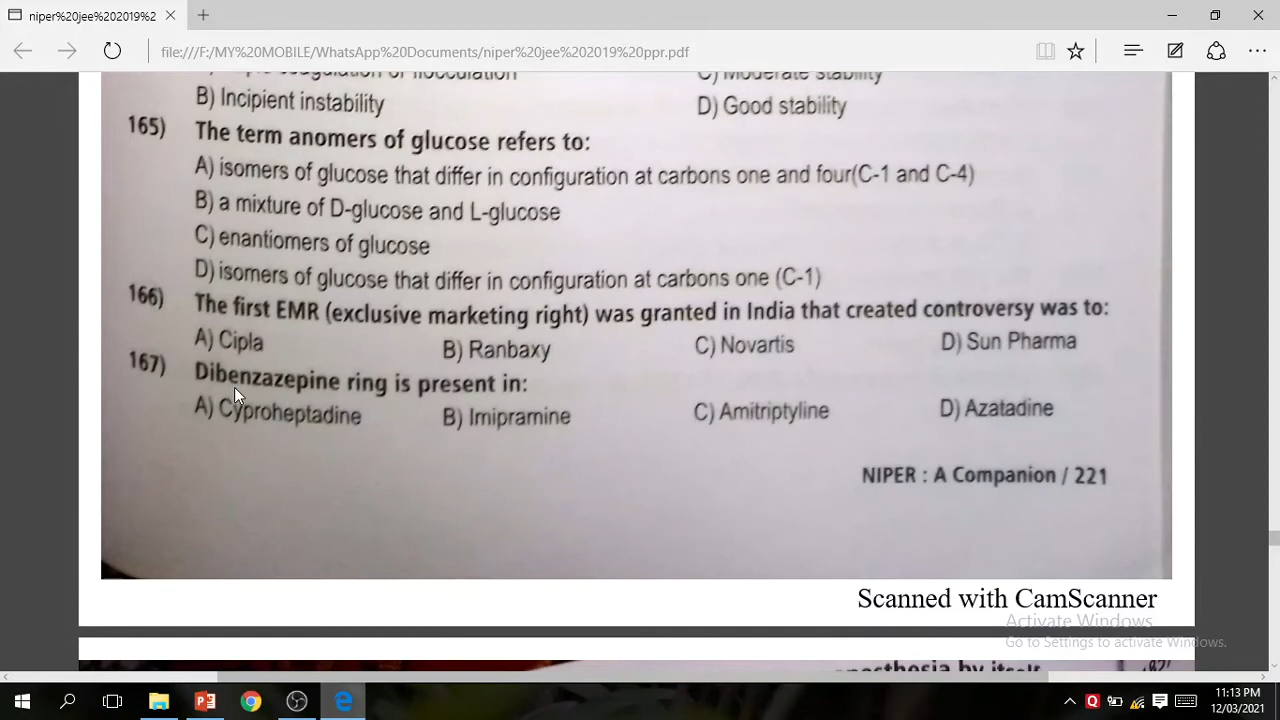 niper%20jee%202019%2
file:///F:/MY%20MOBILE/WhatsApp%20Documents/niper%20jee%202019%20ppr.pdf
C) Moderate stability
B) Incipient instability D) Good stability
165) The term anomers of glucose refers to:
A) isomers of glucose that differ in configuration at carbons one and four(C-1 and C-4)
B) a mixture of D-glucose and L-glucose
C) enantiomers of glucose
D) isomers of glucose that differ in configuration at carbons one (C-1)
166) The first EMR (exclusive marketing right) was granted in India that created controversy was to:
A) Cipla B) Ranbaxy C) Novartis D) Sun Pharma
167) Dibenzazepine ring is present in:
A) Cyproheptadine B) Imipramine C) Amitriptyline D) Azatadine
NIPER : A Companion / 221
Scanned with CamScanner
Activate Windows
Go to Settings to activate Windows.
11:13 PM
12/03/2021